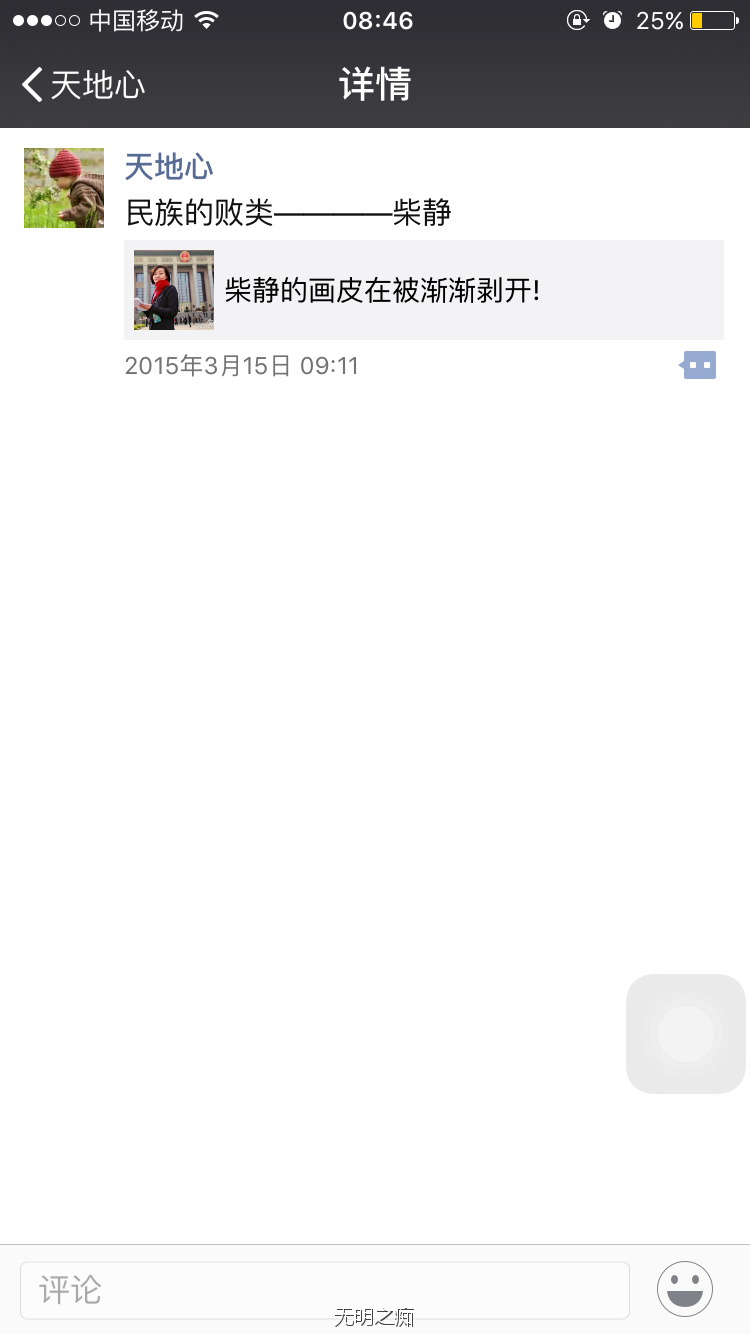 中国移动 08:46 25%
天地心 详情
天地心
民族的败类————柴静
柴静的画皮在被渐渐剥开!
2015年3月15日 09:11
评论
无明之痴